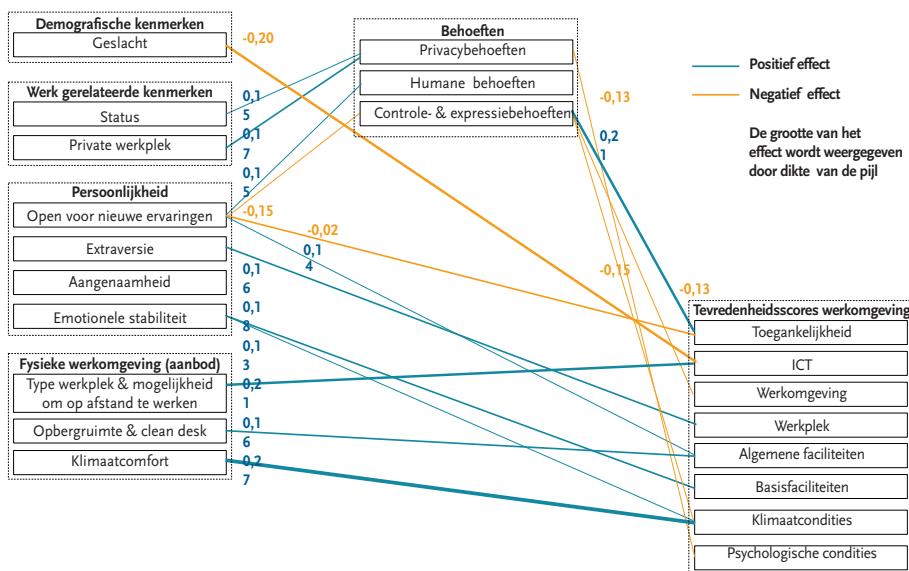 Demografische kenmerken
Geslacht
-0,20
Werk gerelateerde kenmerken
Status
Private werkplek
0,1
5
0,1
7
0,1
5
Persoonlijkheid
Open voor nieuwe ervaringen
Extraversie
Aangenaamheid
Emotionele stabiliteit
-0,15
-0,02
0,1
4
0,1
6
0,1
8
0,1
3
Fysieke werkomgeving (aanbod)
Type werkplek & mogelijkheid
om op afstand te werken
Opbergruimte & clean desk
Klimaatcomfort
0,2
1
0,1
6
0,2
7
Behoeften
Privacybehoeften
Humane behoeften
Controle- & expressiebehoeften
-0,13
0,2
1
-0,15
-0,13
Positief effect
Negatief effect
De grootte van het
effect wordt weergegeven
door dikte van de pijl
Tevredenheidsscores werkomgeving
Toegankelijkheid
ICT
Werkomgeving
Werkplek
Algemene faciliteiten
Basisfaciliteiten
Klimaatcondities
Psychologische condities